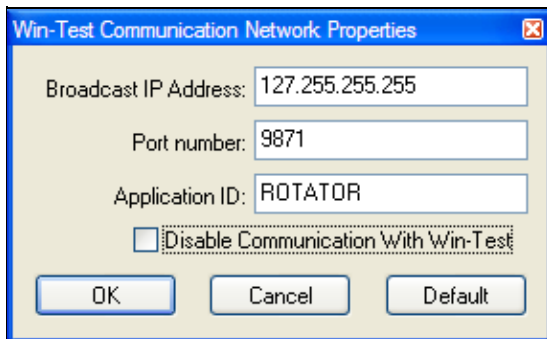 Win-Test Communication Network Properties
Broadcast IP Address: 127.255.255.255
Port number: 9871
Application ID: ROTATOR
Disable Communication With Win-Test
OK Cancel Default